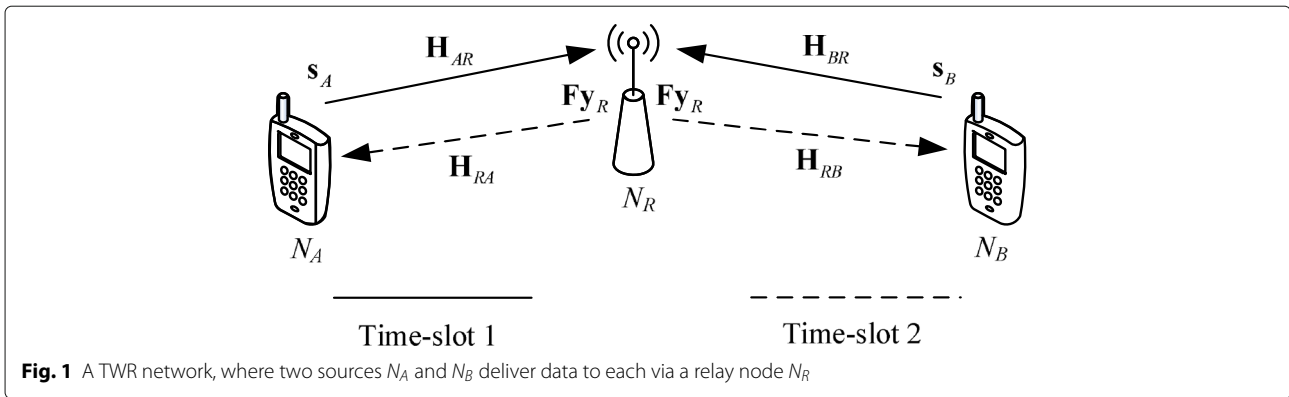 H_AR
H_BR
s_A
s_B
Fy_R Fy_R
H_RA
H_RB
N_R
N_A
N_B
Time-slot 1
Time-slot 2
Fig. 1 A TWR network, where two sources N_A and N_B deliver data to each via a relay node N_R